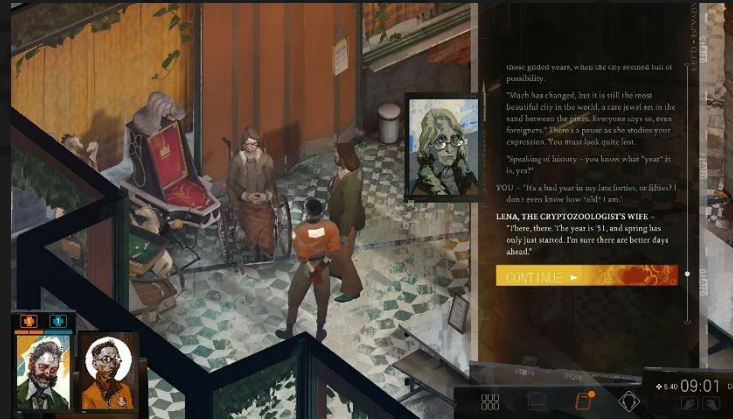 those gilded years, when the city seemed full of
possibility.
"Much has changed, but it is still the most
beautiful city in the world, a rare jewel set in the
sand between the pines. Everyone says so, even
foreigners." There's a pause as she studies your
expression. You must look quite lost.
"Speaking of history – you know what *year* it
is, yes?"
YOU – "It's a bad year in my late forties, or fifties? I
don't even know how *old* I am."
LENA, THE CRYPTOZOOLOGIST'S WIFE –
"There, there. The year is '51, and spring has
only just started. I'm sure there are better days
ahead."
CONTINUE
5.40 09:01